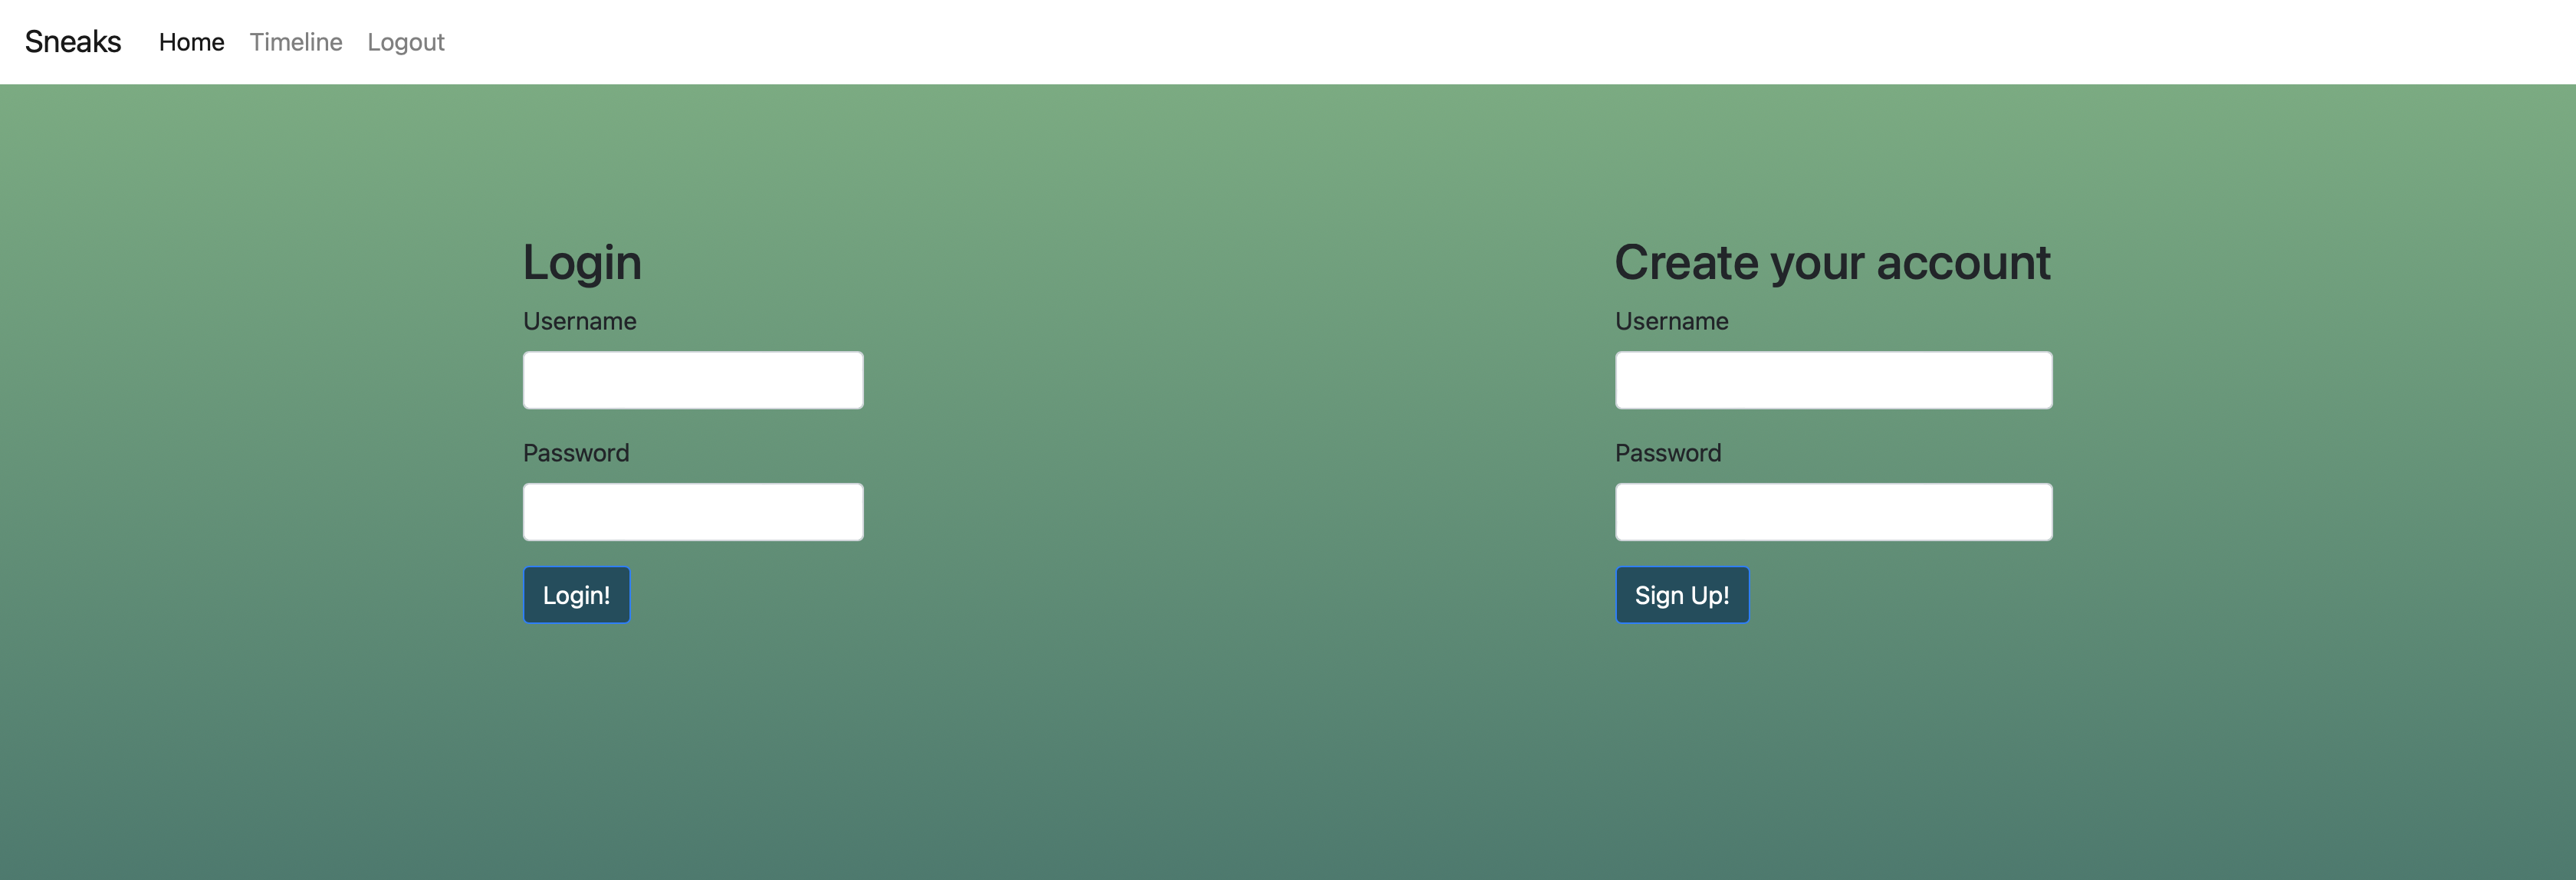 Sneaks Home Timeline Logout
Login
Username
Password
Login!
Create your account
Username
Password
Sign Up!